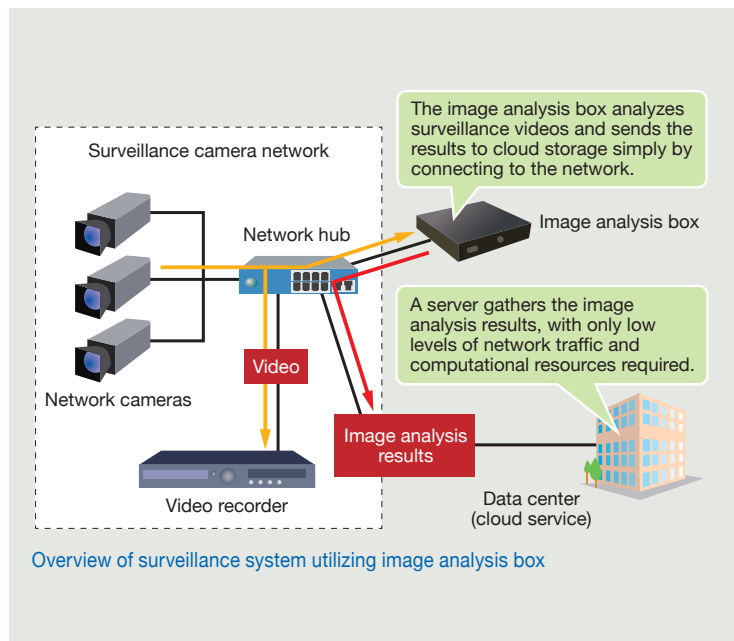 The image analysis box analyzes
surveillance videos and sends the
results to cloud storage simply by
connecting to the network.
Surveillance camera network
Network hub
Image analysis box
A server gathers the image
analysis results, with only low
levels of network traffic and
computational resources required.
Video
Network cameras
Image analysis
results
Video recorder
Data center
(cloud service)
Overview of surveillance system utilizing image analysis box